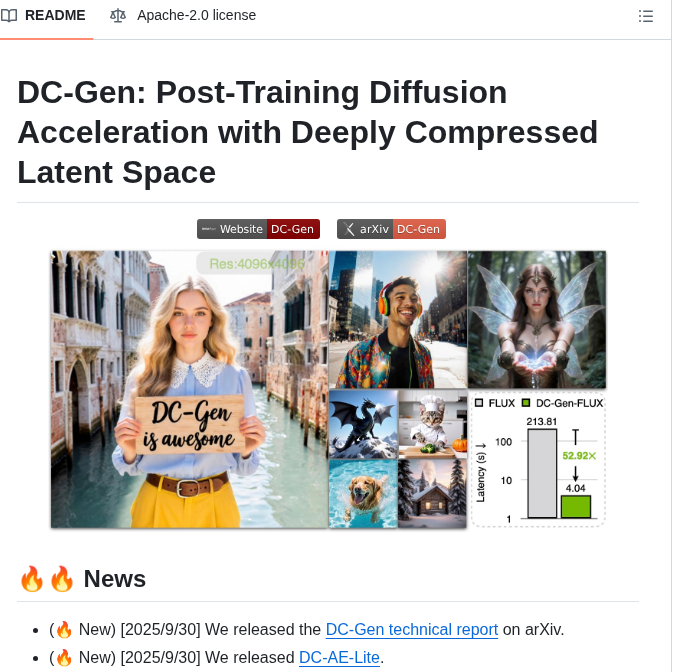 README
Apache-2.0 license
DC-Gen: Post-Training Diffusion
Acceleration with Deeply Compressed
Latent Space
Website DC-Gen
arXiv DC-Gen
Res:4096x4096
DC-Gen
is awesome
FLUX DC-Gen-FLUX
213.81
100
52.92×
Latency (s) ↓
10
4.04
1
🔥🔥 News
• (🔥 New) [2025/9/30] We released the DC-Gen technical report on arXiv.
• (🔥 New) [2025/9/30] We released DC-AE-Lite.